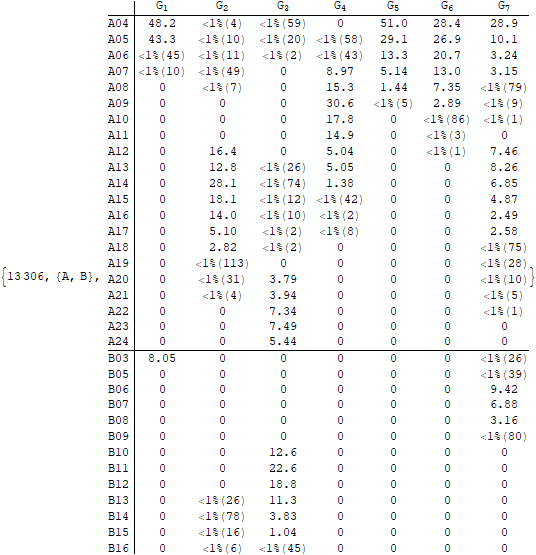 G1 G2 G3 G4 G5 G6 G7
A04 48.2 <1%(4) <1%(59) 0 51.0 28.4 28.9
A05 43.3 <1%(10) <1%(20) <1%(58) 29.1 26.9 10.1
A06 <1%(45) <1%(11) <1%(2) <1%(43) 13.3 20.7 3.24
A07 <1%(10) <1%(49) 0 8.97 5.14 13.0 3.15
A08 0 <1%(7) 0 15.3 1.44 7.35 <1%(79)
A09 0 0 0 30.6 <1%(5) 2.89 <1%(9)
A10 0 0 0 17.8 0 <1%(86) <1%(1)
A11 0 0 0 14.9 0 <1%(3) 0
A12 0 16.4 0 5.04 0 <1%(1) 7.46
A13 0 12.8 <1%(26) 5.05 0 0 8.26
A14 0 28.1 <1%(74) 1.38 0 0 6.85
A15 0 18.1 <1%(12) <1%(42) 0 0 4.87
A16 0 14.0 <1%(10) <1%(2) 0 0 2.49
A17 0 5.10 <1%(2) <1%(8) 0 0 2.58
A18 0 2.82 <1%(2) 0 0 0 <1%(75)
A19 0 <1%(113) 0 0 0 0 <1%(28)
{13306, {A, B}, A20 0 <1%(31) 3.79 0 0 0 <1%(10) }
A21 0 <1%(4) 3.94 0 0 0 <1%(5)
A22 0 0 7.34 0 0 0 <1%(1)
A23 0 0 7.49 0 0 0 0
A24 0 0 5.44 0 0 0 0
B03 8.05 0 0 0 0 0 <1%(26)
B05 0 0 0 0 0 0 <1%(39)
B06 0 0 0 0 0 0 9.42
B07 0 0 0 0 0 0 6.88
B08 0 0 0 0 0 0 3.16
B09 0 0 0 0 0 0 <1%(80)
B10 0 0 12.6 0 0 0 0
B11 0 0 22.6 0 0 0 0
B12 0 0 18.8 0 0 0 0
B13 0 <1%(26) 11.3 0 0 0 0
B14 0 <1%(78) 3.83 0 0 0 0
B15 0 <1%(16) 1.04 0 0 0 0
B16 0 <1%(6) <1%(45) 0 0 0 0